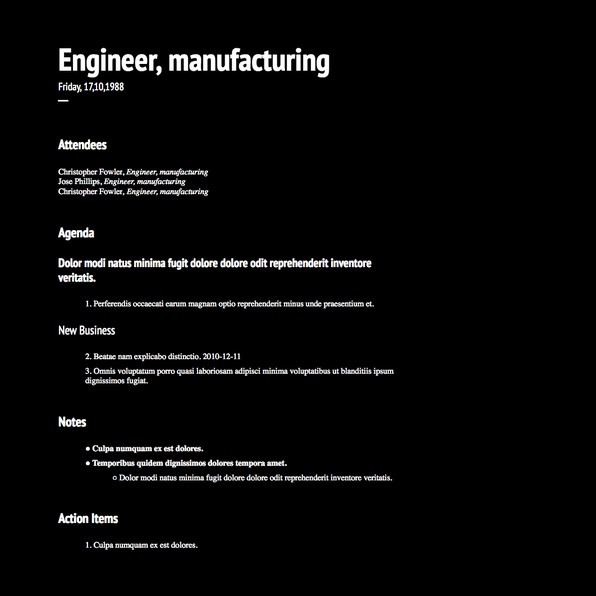 Engineer, manufacturing
Friday, 17,10,1988
Attendees
Christopher Fowler, Engineer, manufacturing
Jose Phillips, Engineer, manufacturing
Christopher Fowler, Engineer, manufacturing
Agenda
Dolor modi natus minima fugit dolore dolore odit reprehenderit inventore
veritatis.
1. Perferendis occaecati earum magnam optio reprehenderit minus unde praesentium et.
New Business
2. Beatae nam explicabo distinctio. 2010-12-11
3. Omnis voluptatum porro quasi laboriosam adipisci minima voluptatibus ut blanditiis ipsum
dignissimos fugiat.
Notes
● Culpa numquam ex est dolores.
● Temporibus quidem dignissimos dolores tempora amet.
○ Dolor modi natus minima fugit dolore dolore odit reprehenderit inventore veritatis.
Action Items
1. Culpa numquam ex est dolores.